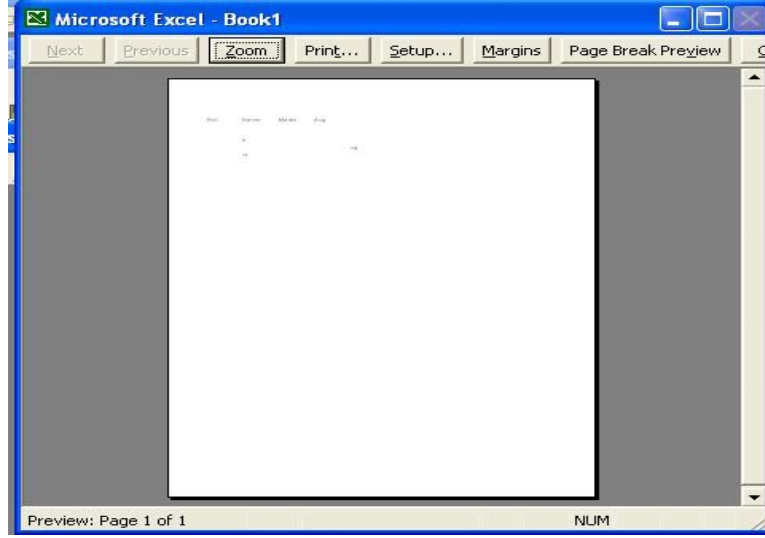 Microsoft Excel - Book1
Next Previous Zoom Print... Setup... Margins Page Break Preview
Preview: Page 1 of 1 NUM